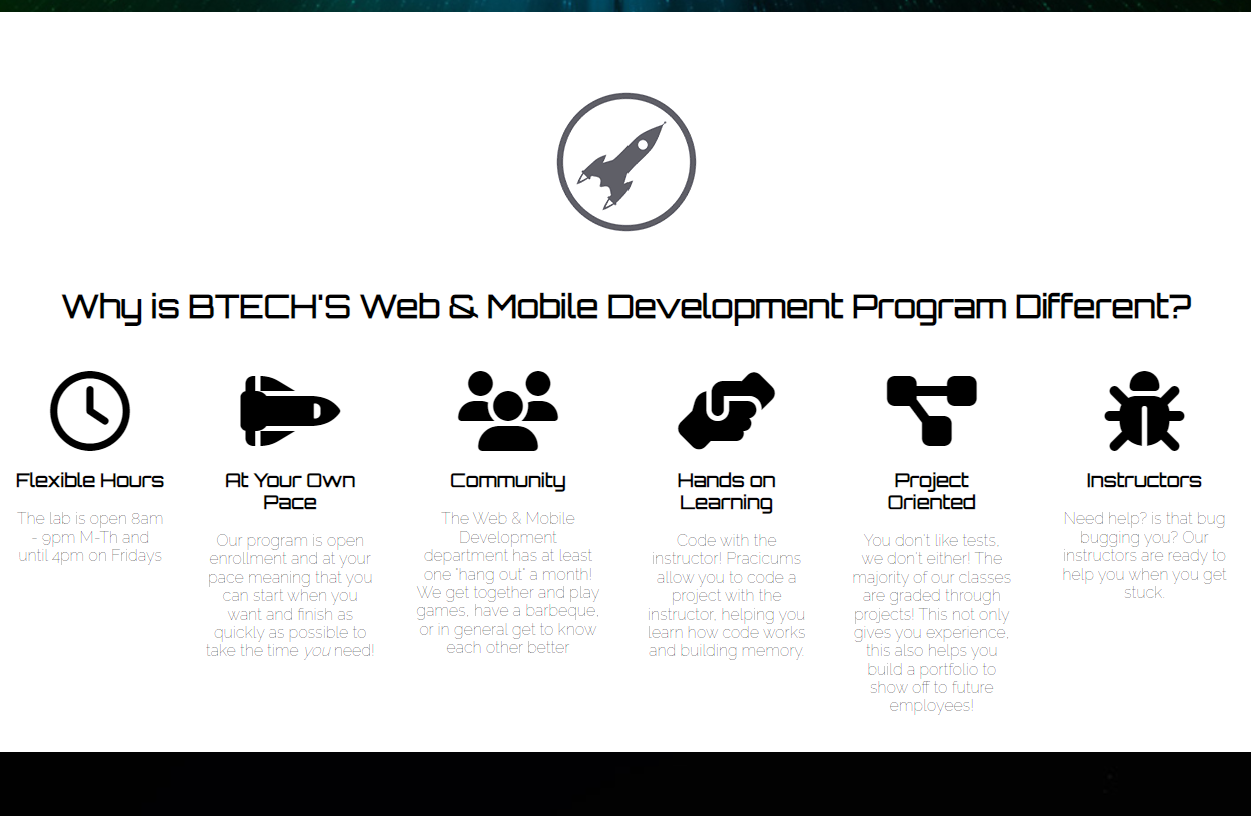 Why is BTECH'S Web & Mobile Development Program Different?
Flexible Hours
The lab is open 8am
- 9pm M-Th and
until 4pm on Fridays
At Your Own
Pace
Our program is open
enrollment and at your
pace meaning that you
can start when you
want and finish as
quickly as possible to
take the time you need!
Community
The Web & Mobile
Development
department has at least
one "hang out" a month!
We get together and play
games, have a barbeque,
or in general get to know
each other better
Hands on
Learning
Code with the
instructor! Pracicums
allow you to code a
project with the
instructor, helping you
learn how code works
and building memory.
Project
Oriented
You don't like tests,
we don't either! The
majority of our classes
are graded through
projects! This not only
gives you experience,
this also helps you
build a portfolio to
show off to future
employees!
Instructors
Need help? is that bug
bugging you? Our
instructors are ready to
help you when you get
stuck.